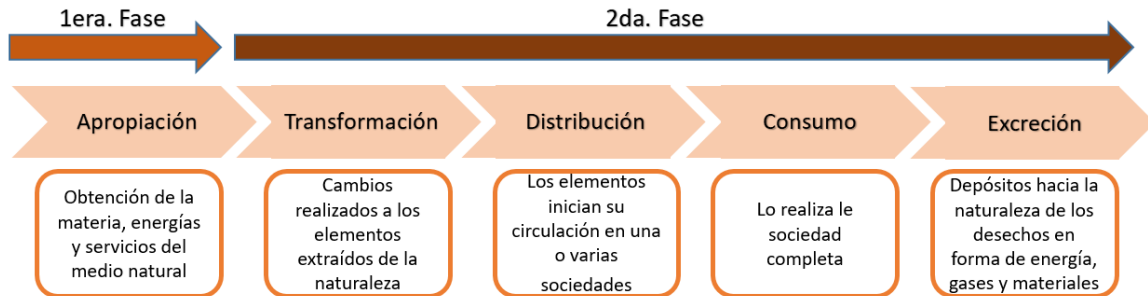 1era. Fase
2da. Fase
Apropiación
Transformación
Distribución
Consumo
Excreción
Obtención de la
materia, energías
y servicios del
medio natural
Cambios
realizados a los
elementos
extraídos de la
naturaleza
Los elementos
inician su
circulación en una
o varias
sociedades
Lo realiza le
sociedad
completa
Depósitos hacia la
naturaleza de los
desechos en
forma de energía,
gases y materiales